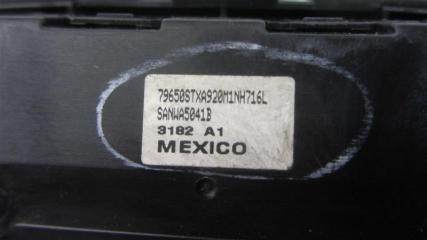 79650STXA920M1NH716L
SANWA5041B
3182 A1
MEXICO